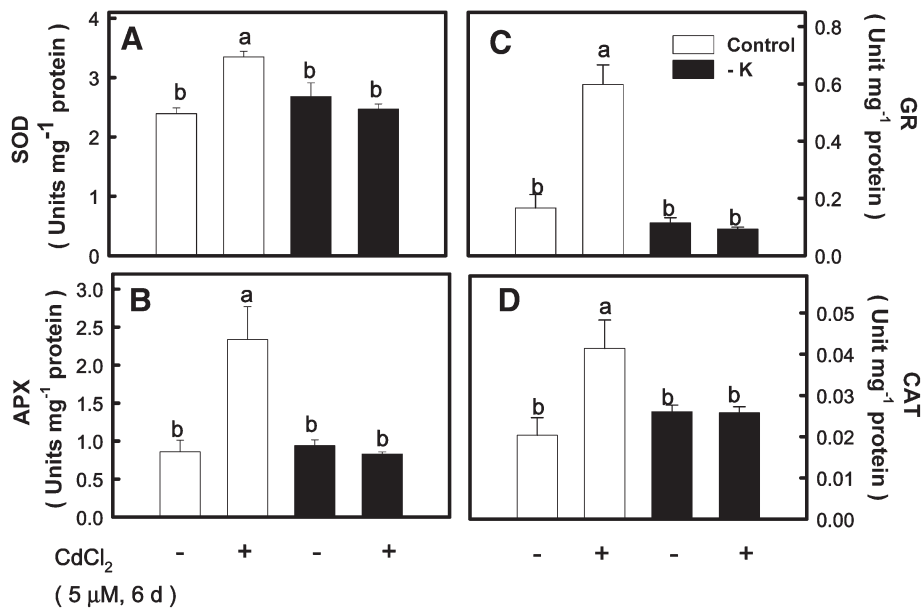 A
SOD
( Units mg-1 protein )
4
3
2
1
0
b
a
b
b
C
Control
- K
GR
( Unit mg-1 protein )
0.8
0.6
0.4
0.2
0.0
b
a
b
b
B
APX
( Units mg-1 protein )
3.0
2.5
2.0
1.5
1.0
0.5
0.0
b
a
b
b
D
CAT
( Unit mg-1 protein )
0.05
0.04
0.03
0.02
0.01
0.00
b
a
b
b
CdCl2 - + - + - + - +
( 5 μM, 6 d )